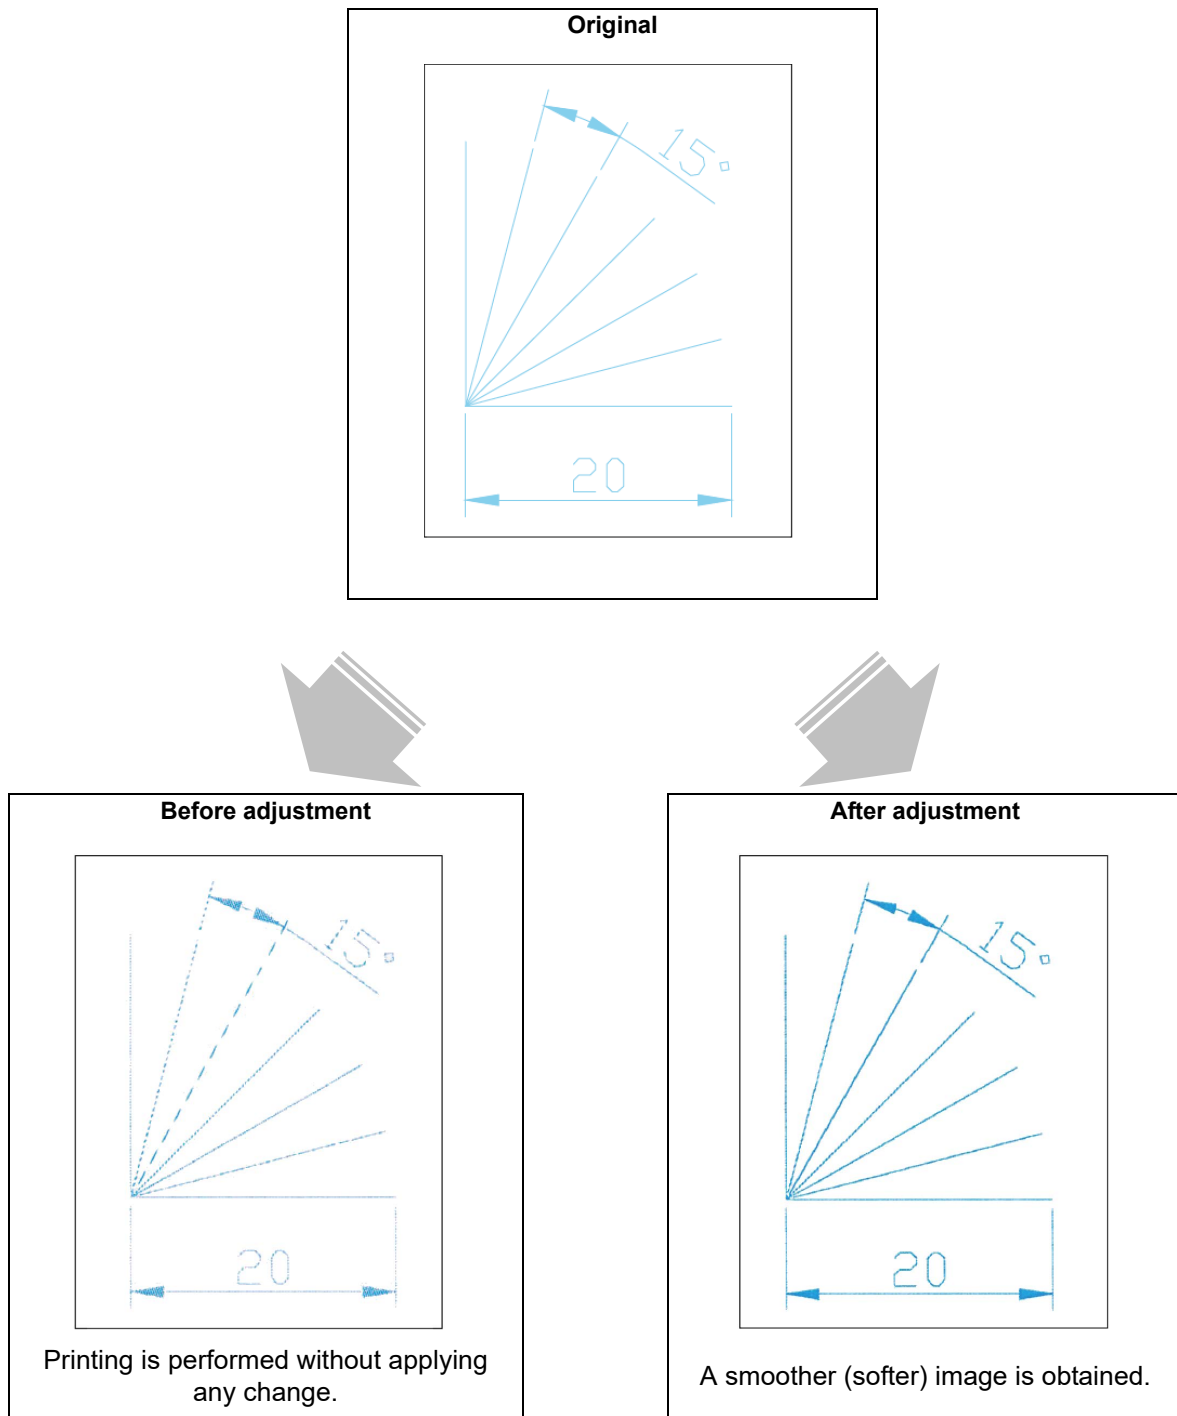 Original
15°
20
Before adjustment
15°
20
Printing is performed without applying
any change.
After adjustment
15°
20
A smoother (softer) image is obtained.